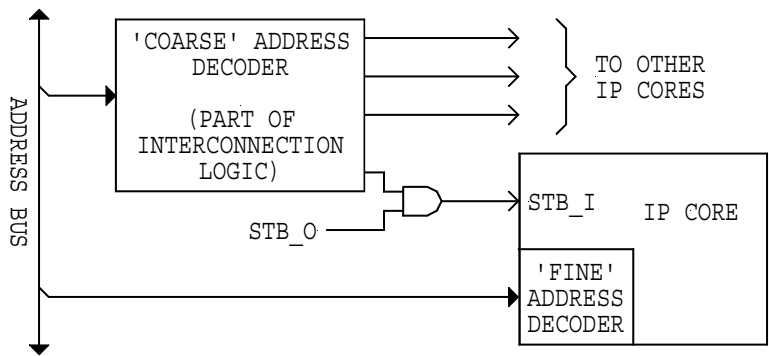 'COARSE' ADDRESS
DECODER
(PART OF
INTERCONNECTION
LOGIC)
TO OTHER
IP CORES
ADDRESS BUS
STB_O
STB_I
IP CORE
'FINE'
ADDRESS
DECODER